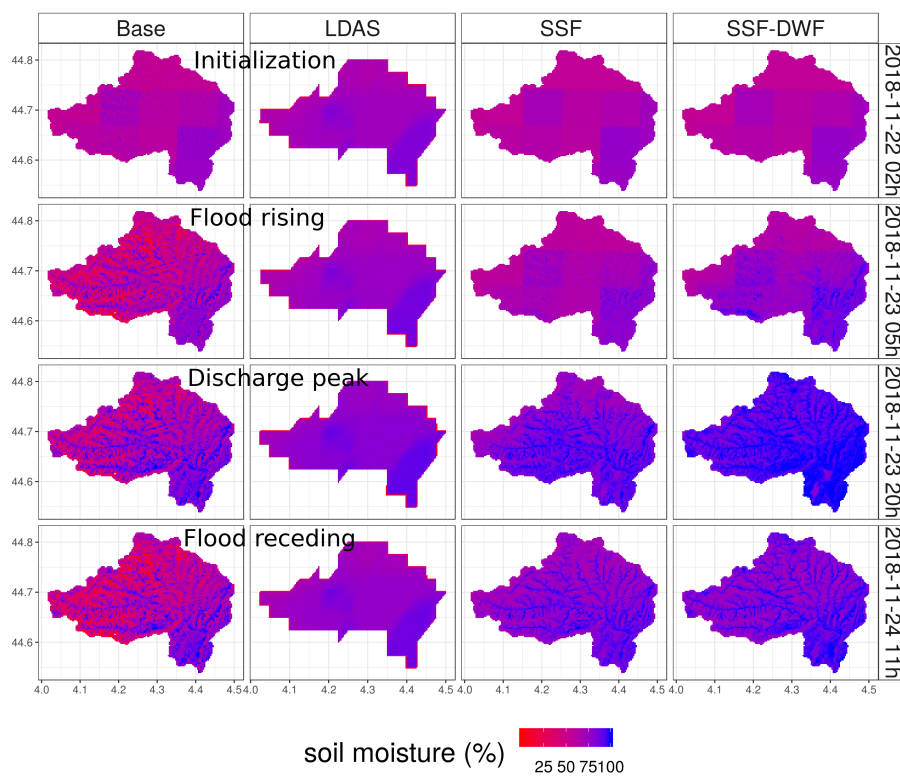 Base LDAS SSF SSF-DWF
Initialization
44.8
44.7
44.6
2018-11-22 02h
Flood rising
44.8
44.7
44.6
2018-11-23 05h
Discharge peak
44.8
44.7
44.6
2018-11-23 20h
Flood receding
44.8
44.7
44.6
2018-11-24 11h
4.0 4.1 4.2 4.3 4.4 4.5 4.0 4.1 4.2 4.3 4.4 4.5 4.0 4.1 4.2 4.3 4.4 4.5 4.0 4.1 4.2 4.3 4.4 4.5
soil moisture (%)
25 50 75 100